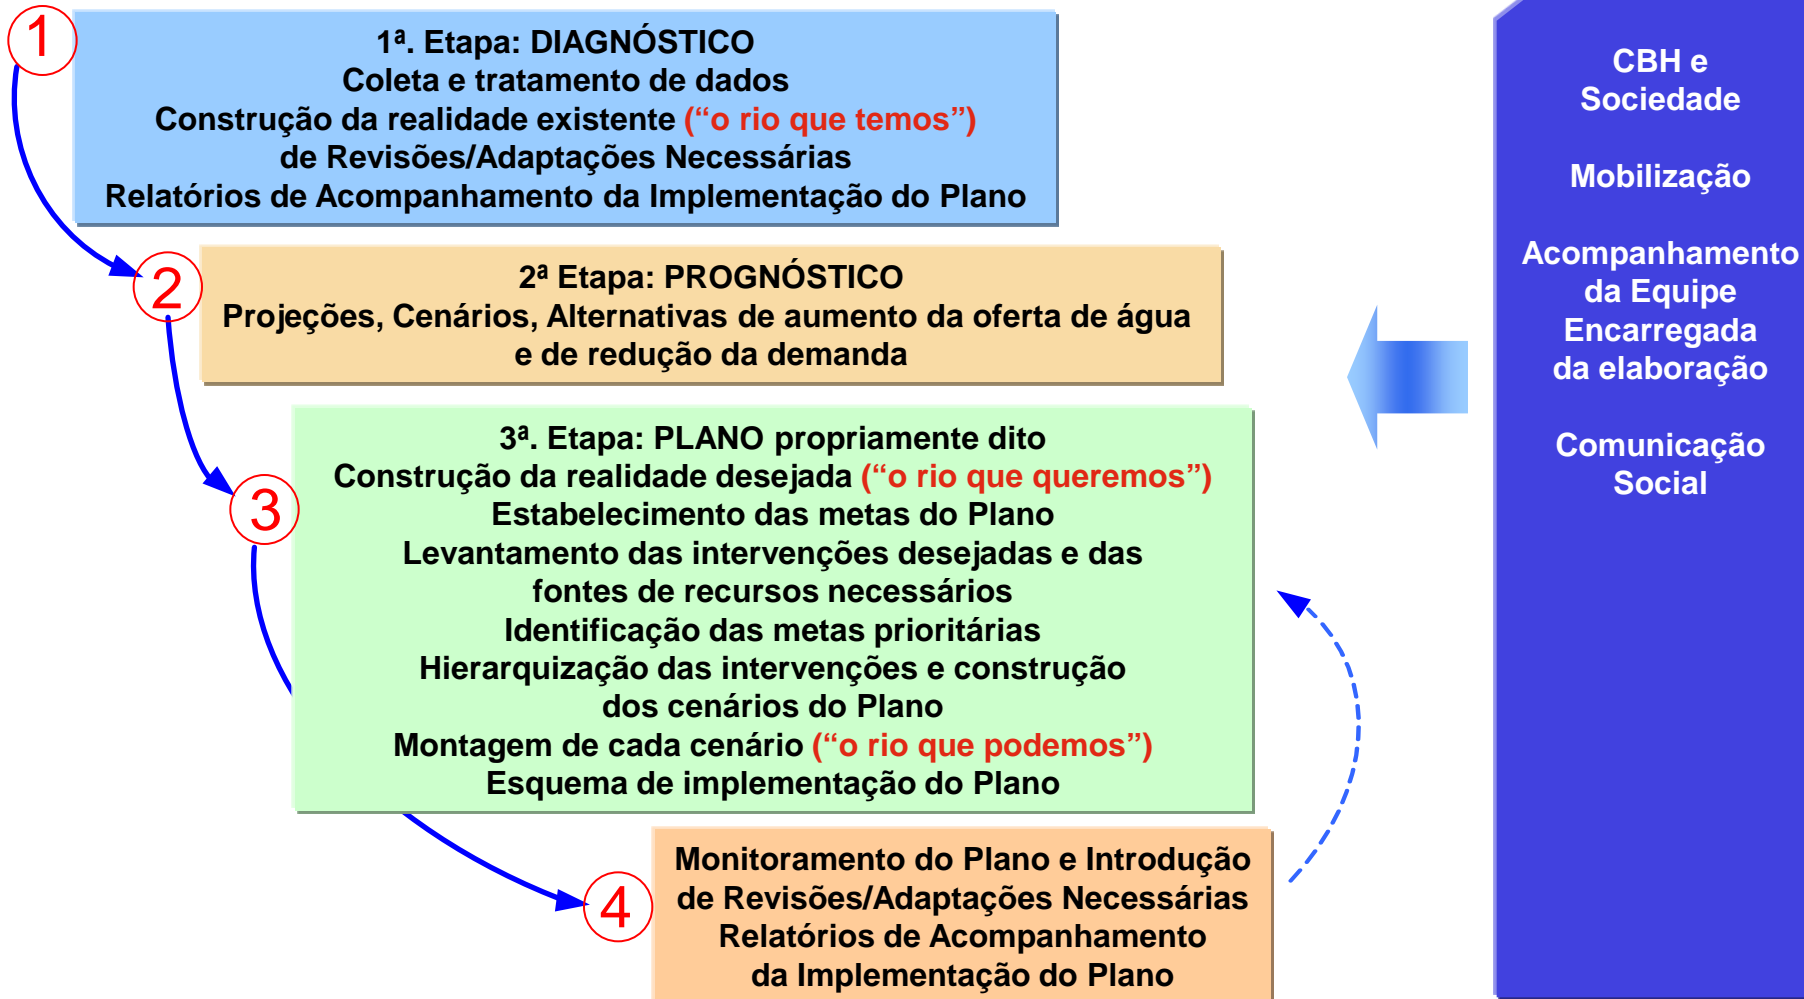 1
1ª. Etapa: DIAGNÓSTICO
Coleta e tratamento de dados
Construção da realidade existente (“o rio que temos”)
de Revisões/Adaptações Necessárias
Relatórios de Acompanhamento da Implementação do Plano
2
2ª Etapa: PROGNÓSTICO
Projeções, Cenários, Alternativas de aumento da oferta de água
e de redução da demanda
3
3ª. Etapa: PLANO propriamente dito
Construção da realidade desejada (“o rio que queremos”)
Estabelecimento das metas do Plano
Levantamento das intervenções desejadas e das
fontes de recursos necessários
Identificação das metas prioritárias
Hierarquização das intervenções e construção
dos cenários do Plano
Montagem de cada cenário (“o rio que podemos”)
Esquema de implementação do Plano
4
Monitoramento do Plano e Introdução
de Revisões/Adaptações Necessárias
Relatórios de Acompanhamento
da Implementação do Plano
CBH e
Sociedade
Mobilização
Acompanhamento
da Equipe
Encarregada
da elaboração
Comunicação
Social